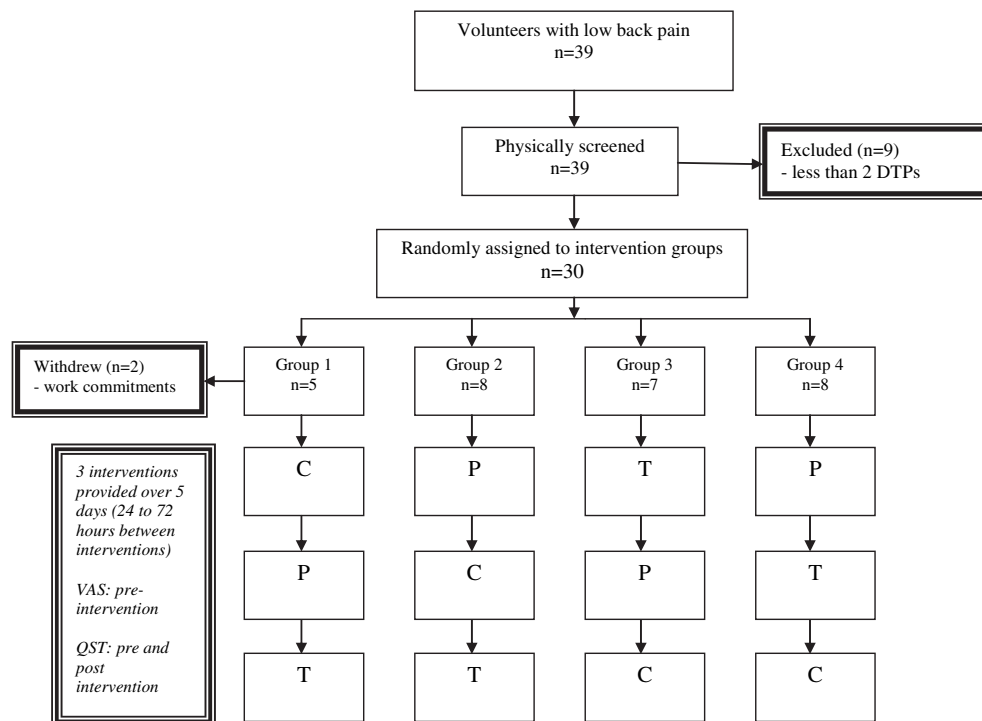 Volunteers with low back pain
n=39
Physically screened
n=39
Excluded (n=9)
- less than 2 DTPs
Randomly assigned to intervention groups
n=30
Withdrew (n=2)
- work commitments
Group 1
n=5
Group 2
n=8
Group 3
n=7
Group 4
n=8
3 interventions
provided over 5
days (24 to 72
hours between
interventions)
VAS: pre-
intervention
QST: pre and
post
intervention
C
P
T
P
P
C
P
T
T
T
C
C